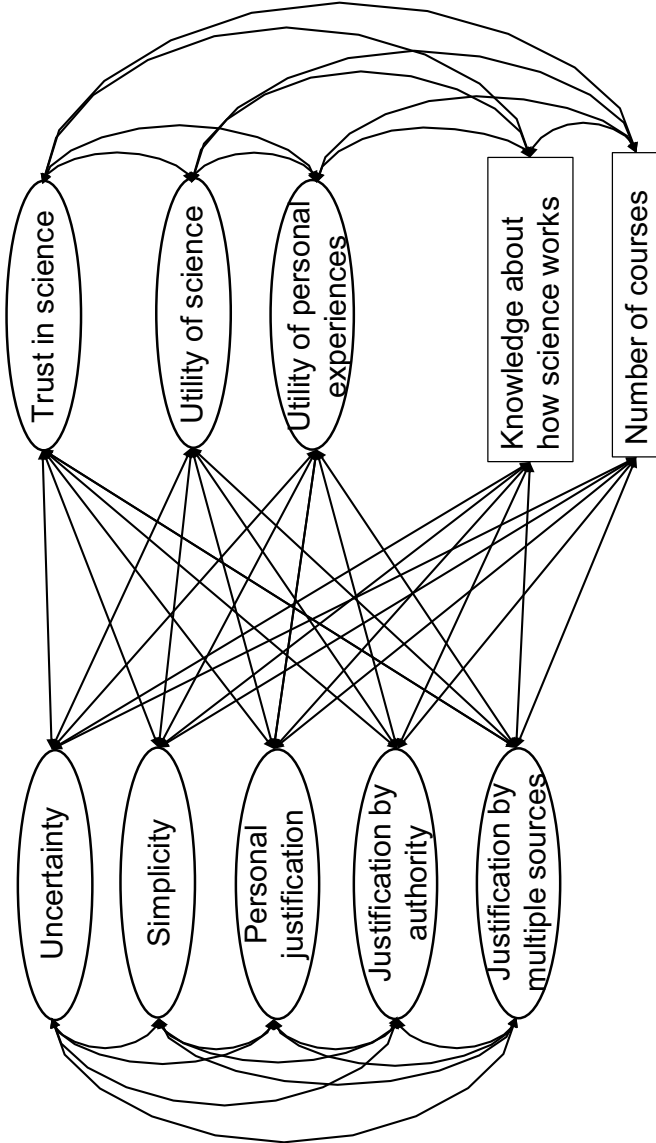 Uncertainty
Simplicity
Personal
justification
Justification by
authority
Justification by
multiple sources
Trust in science
Utility of science
Utility of personal
experiences
Knowledge about
how science works
Number of courses